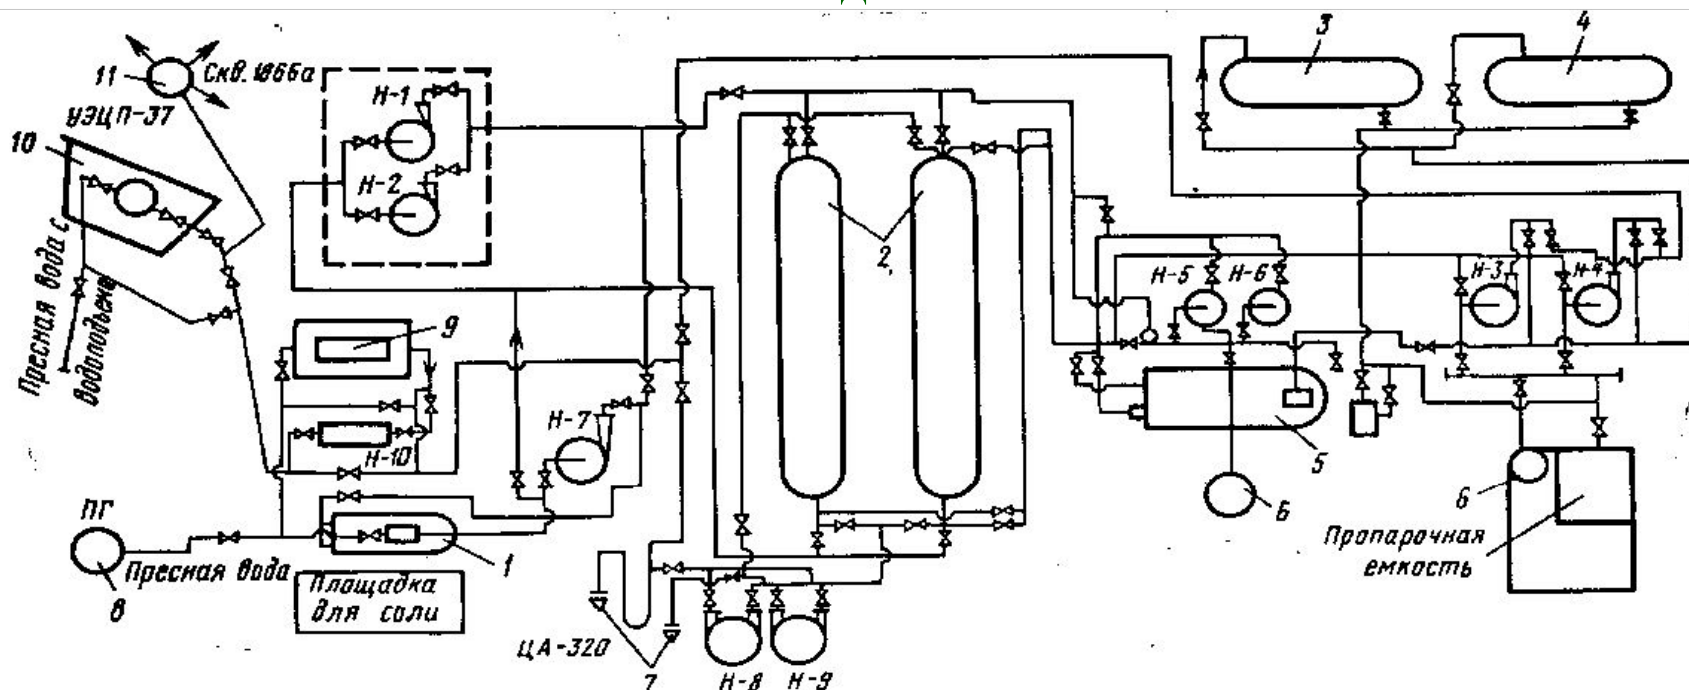 11
Скв. 1866а
УЭЦП-37
10
Пресная вода с
водоподъема
Н-1
Н-2
3
4
2
Н-5
Н-6
Н-3
Н-4
9
Н-10
Н-7
5
6
6
Пропарочная
емкость
ПГ
8
Пресная вода
1
Площадка
для соли
ЦА-320
7
Н-8
Н-9